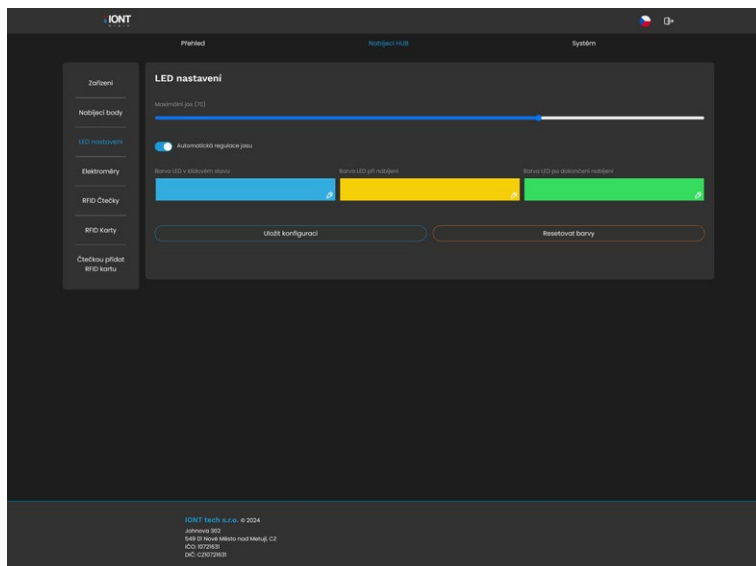 IONT
Přehled
Nabíjecí HUB
Systém
Zařízení
Nabíjecí body
LED nastavení
Elektroměry
RFID Čtečky
RFID Karty
Čtečkou přidat
RFID kartu
LED nastavení
Maximální jas (70)
Automatická regulace jasu
Barva LED v klidovém stavu
Barva LED při nabíjení
Barva LED po dokončení nabíjení
Uložit konfiguraci
Resetovat barvy
IONT tech s.r.o. © 2024
Johnova 302
549 01 Nové Město nad Metují, CZ
IČO: 10721631
DIČ: CZ10721631